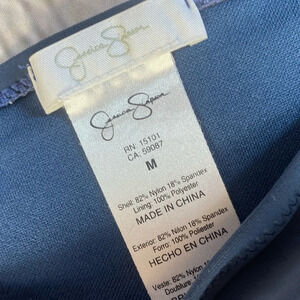 Jessica Simpson
Jessica Simpson
RN: 15101
CA: 59087
M
Shell: 82% Nylon 18% Spandex
Lining: 100% Polyester
MADE IN CHINA
Exterior: 82% Nilon 18% Spandex
Forro: 100% Poliester
HECHO EN CHINA
Veste: 82% Nylon 18%
Doublure: